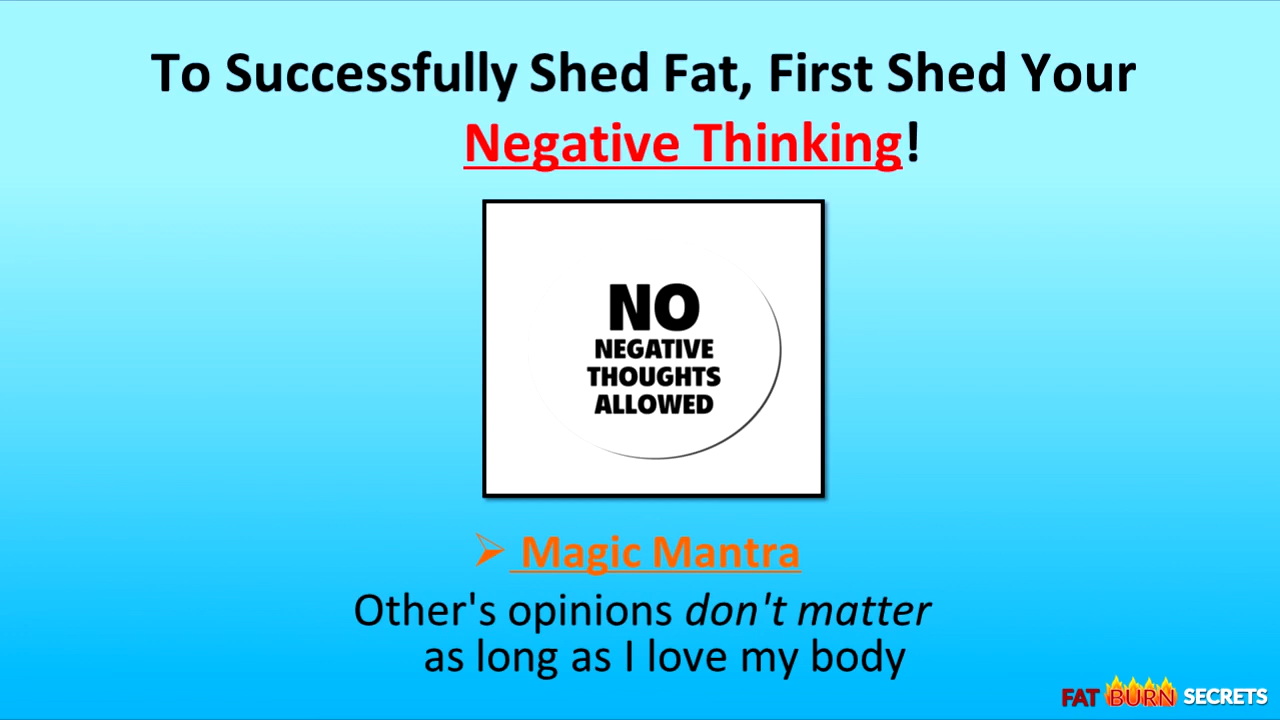 To Successfully Shed Fat, First Shed Your
Negative Thinking!
NO
NEGATIVE
THOUGHTS
ALLOWED
➢ Magic Mantra
Other's opinions don't matter
as long as I love my body
FAT BURN SECRETS